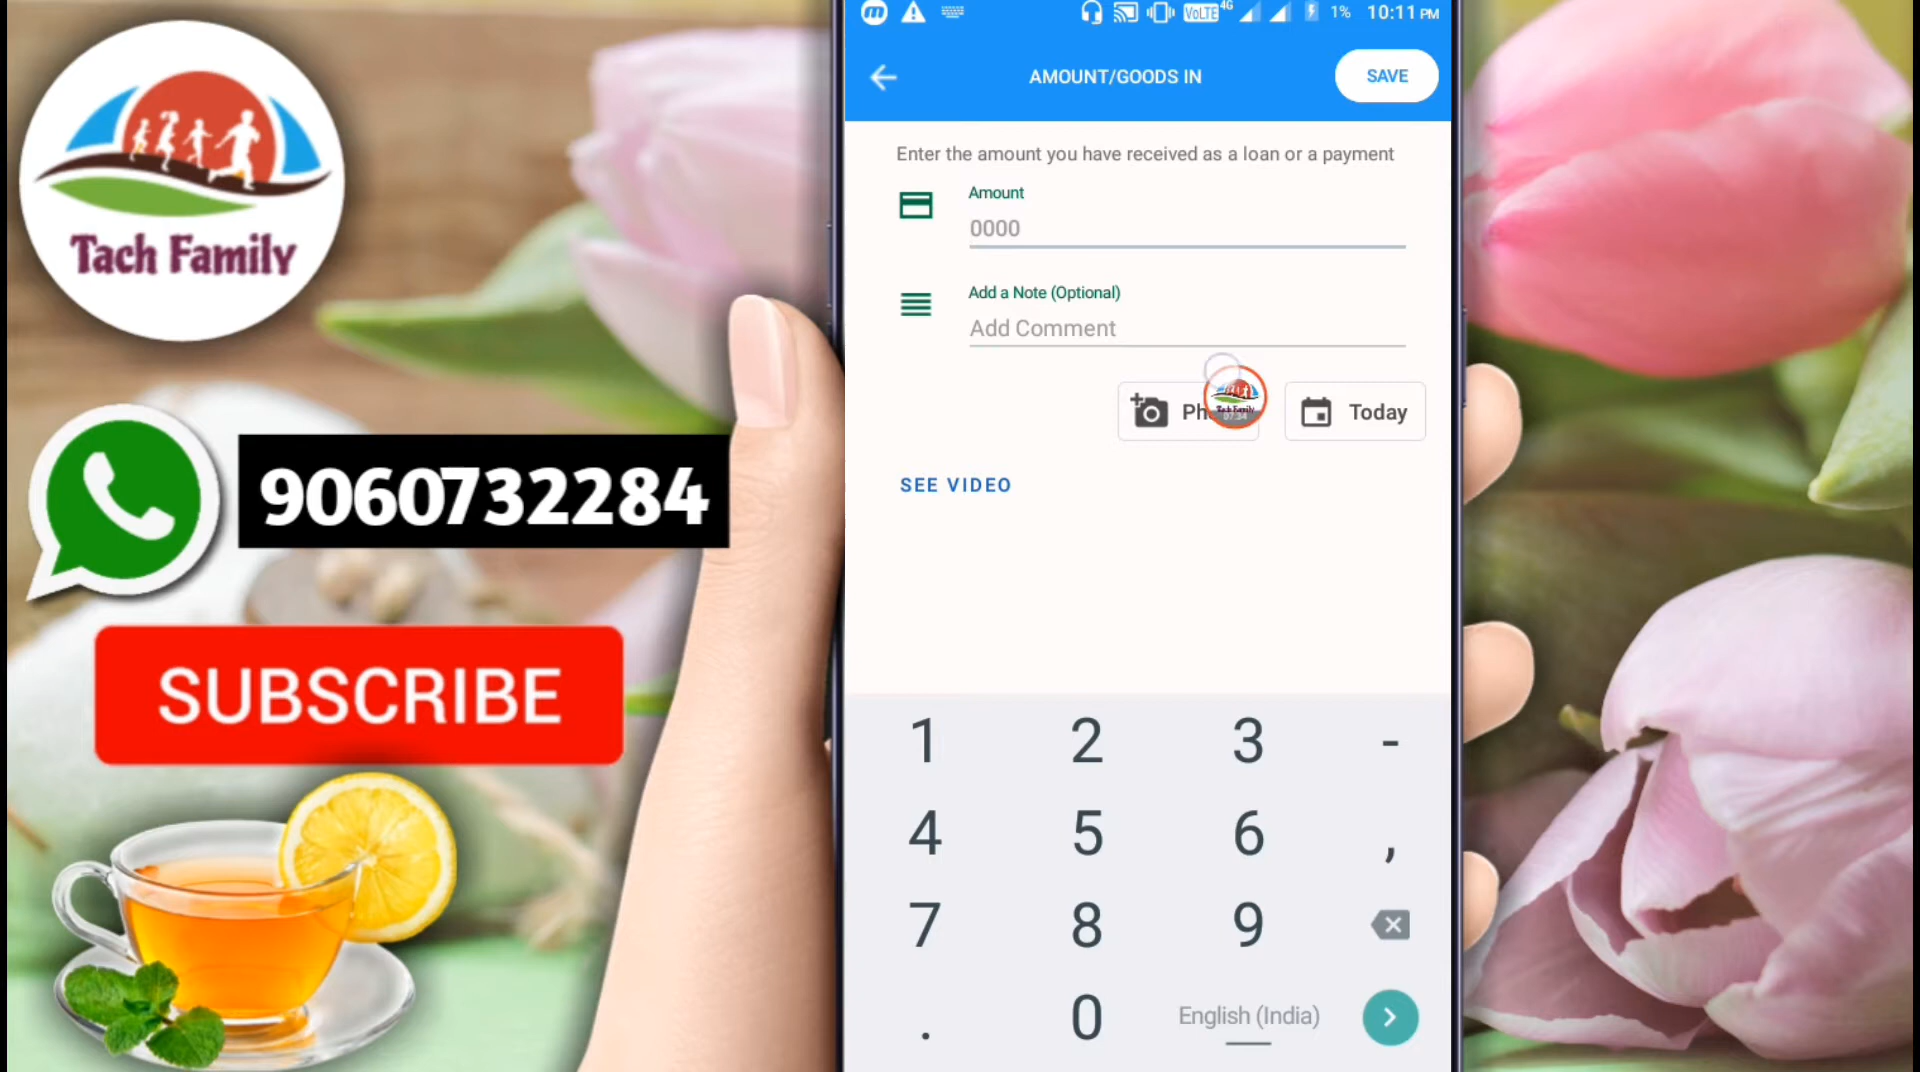 Tach Family
9060732284
SUBSCRIBE
VoLTE 4G 1% 10:11 PM
AMOUNT/GOODS IN
SAVE
Enter the amount you have received as a loan or a payment
Amount
0000
Add a Note (Optional)
Add Comment
Today
SEE VIDEO
1 2 3 -
4 5 6 ,
7 8 9
. 0 English (India)